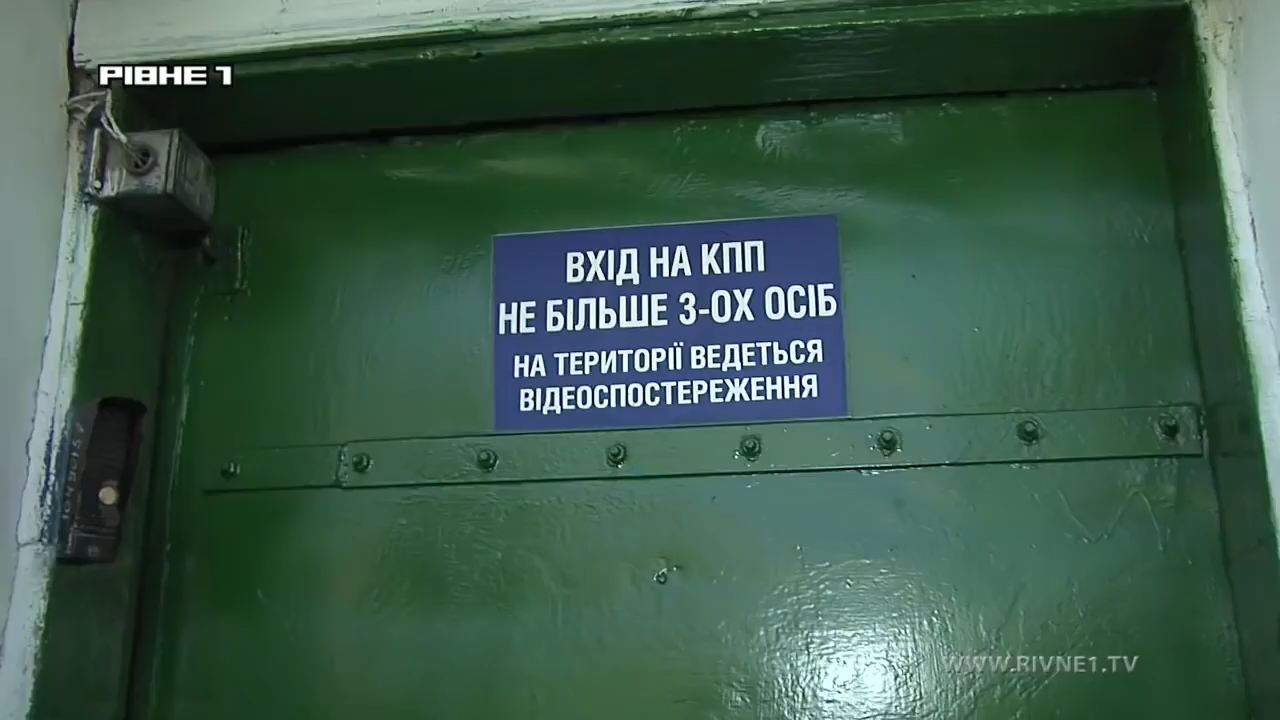 РІВНЕ 1
ВХІД НА КПП
НЕ БІЛЬШЕ 3-ОХ ОСІБ
НА ТЕРИТОРІЇ ВЕДЕТЬСЯ
ВІДЕОСПОСТЕРЕЖЕННЯ
WWW.RIVNE1.TV